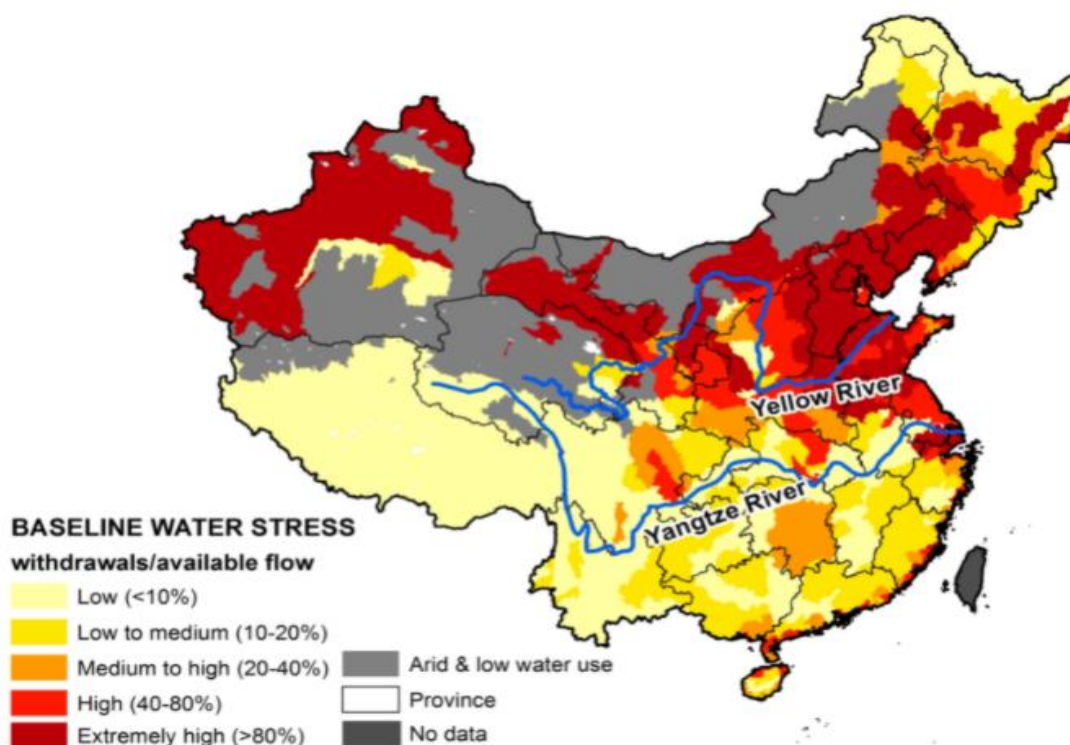 Yellow River
Yangtze River
BASELINE WATER STRESS
withdrawals/available flow
Low (<10%)
Low to medium (10-20%)
Medium to high (20-40%)
High (40-80%)
Extremely high (>80%)
Arid & low water use
Province
No data